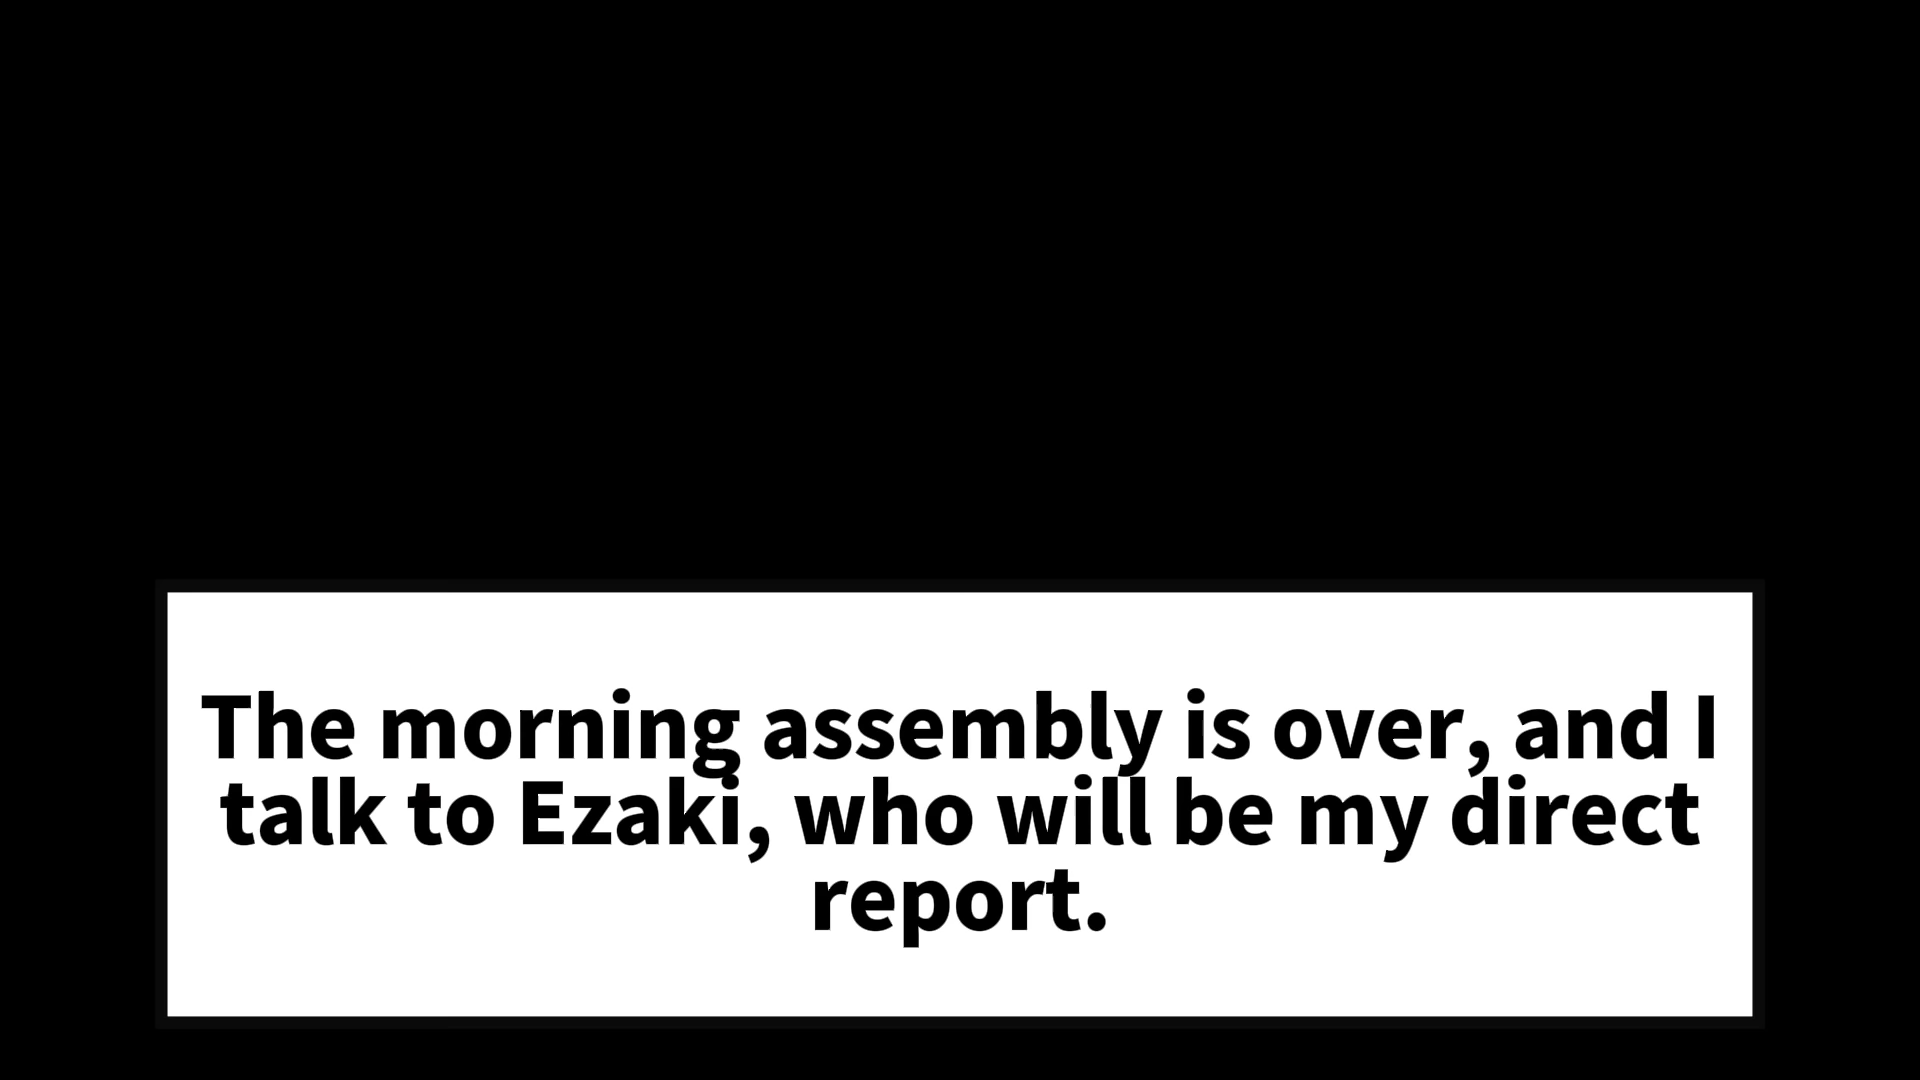 The morning assembly is over, and I
talk to Ezaki, who will be my direct
report.